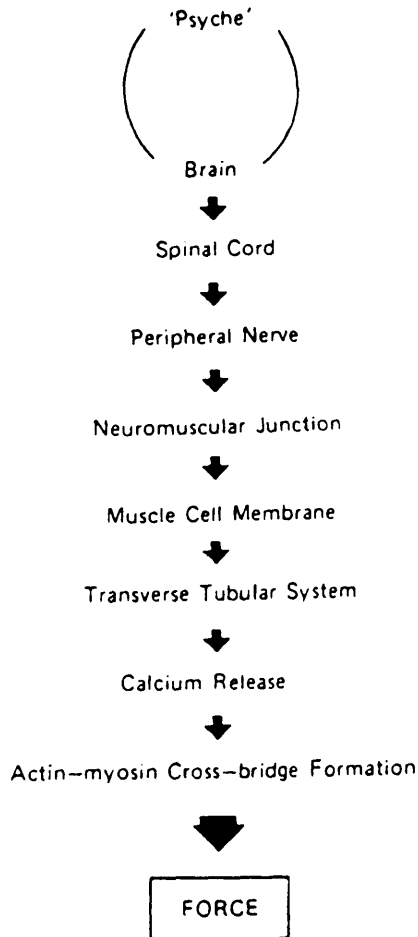 'Psyche'
Brain
Spinal Cord
Peripheral Nerve
Neuromuscular Junction
Muscle Cell Membrane
Transverse Tubular System
Calcium Release
Actin—myosin Cross—bridge Formation
FORCE